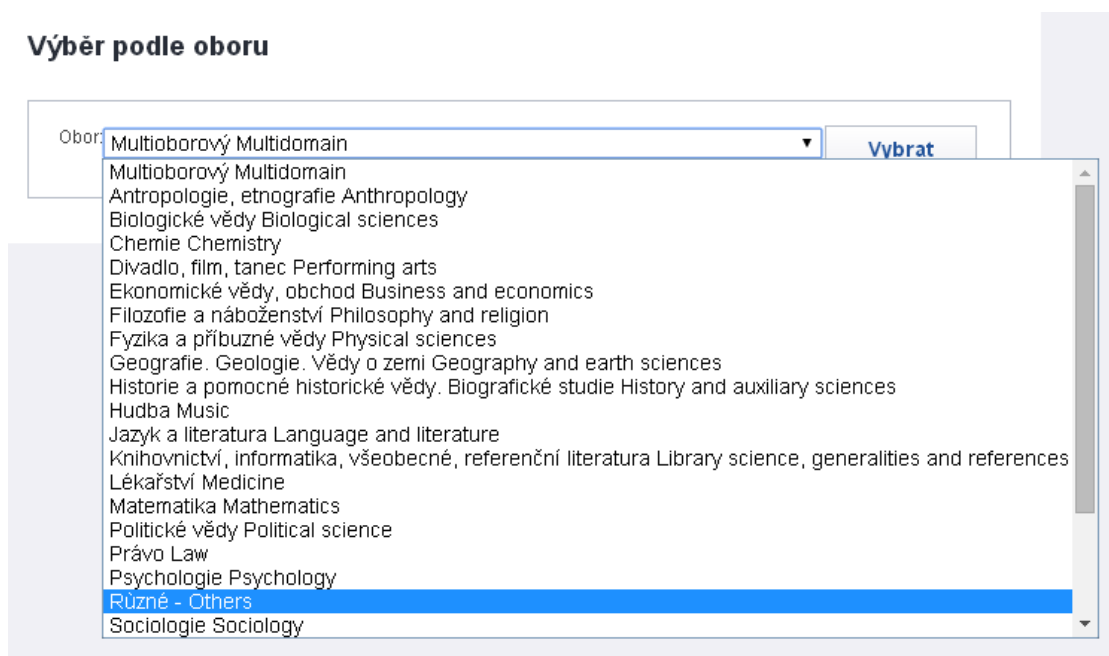 Výběr podle oboru
Obor:
Multioborový Multidomain
Vybrat
Multioborový Multidomain
Antropologie, etnografie Anthropology
Biologické vědy Biological sciences
Chemie Chemistry
Divadlo, film, tanec Performing arts
Ekonomické vědy, obchod Business and economics
Filozofie a náboženství Philosophy and religion
Fyzika a příbuzné vědy Physical sciences
Geografie. Geologie. Vědy o zemi Geography and earth sciences
Historie a pomocné historické vědy. Biografické studie History and auxiliary sciences
Hudba Music
Jazyk a literatura Language and literature
Knihovnictví, informatika, všeobecné, referenční literatura Library science, generalities and references
Lékařství Medicine
Matematika Mathematics
Politické vědy Political science
Právo Law
Psychologie Psychology
Rùzné - Others
Sociologie Sociology